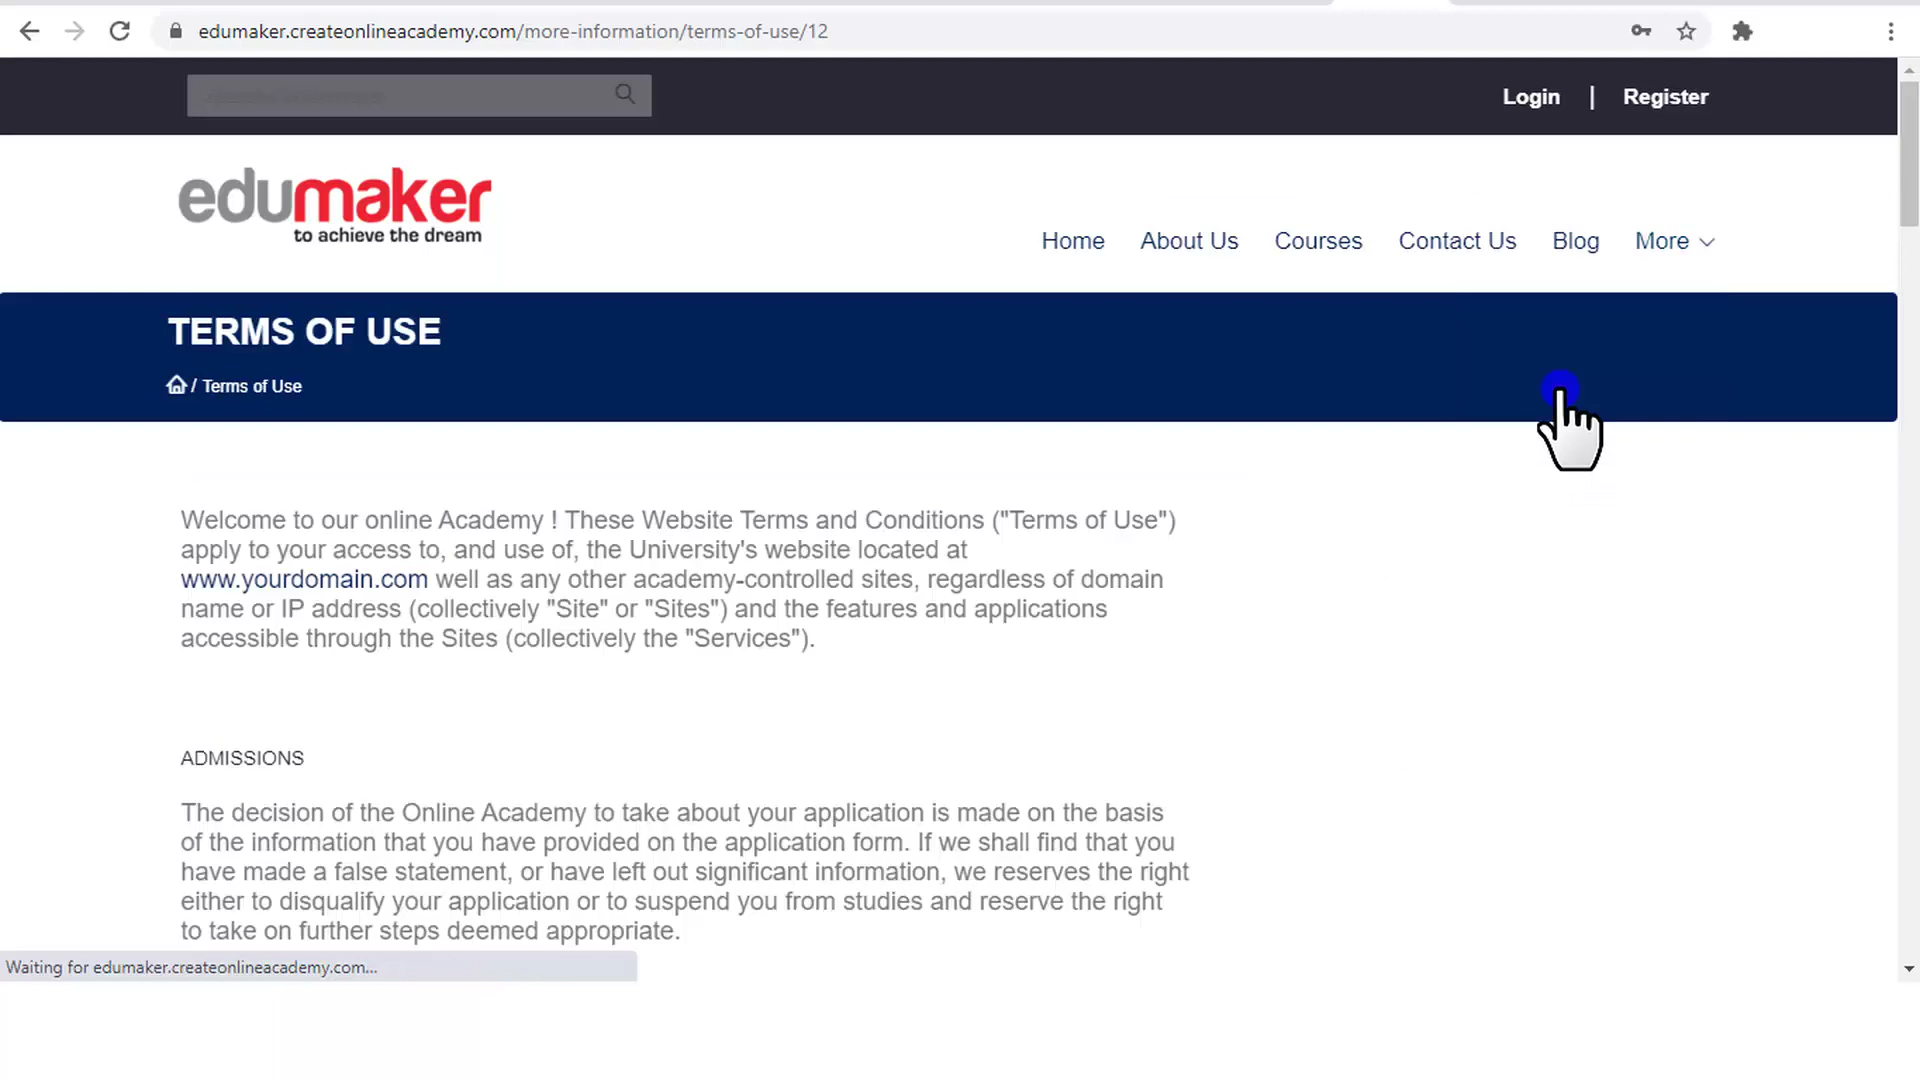 edumaker.createonlineacademy.com/more-information/terms-of-use/12
Login | Register
edumaker
to achieve the dream
Home About Us Courses Contact Us Blog More
TERMS OF USE
/ Terms of Use
Welcome to our online Academy ! These Website Terms and Conditions ("Terms of Use")
apply to your access to, and use of, the University's website located at
www.yourdomain.com well as any other academy-controlled sites, regardless of domain
name or IP address (collectively "Site" or "Sites") and the features and applications
accessible through the Sites (collectively the "Services").
ADMISSIONS
The decision of the Online Academy to take about your application is made on the basis
of the information that you have provided on the application form. If we shall find that you
have made a false statement, or have left out significant information, we reserves the right
either to disqualify your application or to suspend you from studies and reserve the right
to take on further steps deemed appropriate.
Waiting for edumaker.createonlineacademy.com...